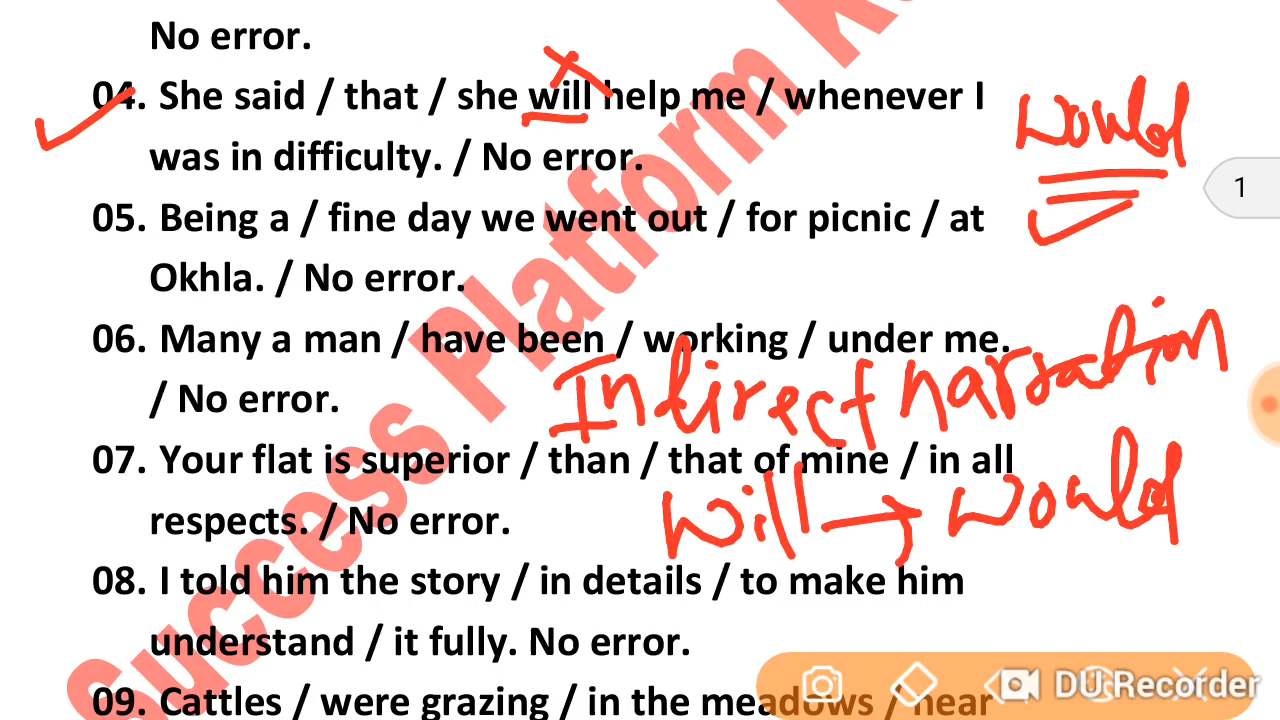 No error.
04. She said / that / she will help me / whenever I
would
was in difficulty. / No error.
1
05. Being a / fine day we went out / for picnic / at
Okhla. / No error.
06. Many a man / have been / working / under me.
/ No error.
Indirect narration
07. Your flat is superior / than / that of mine / in all
will → would
respects. / No error.
08. I told him the story / in details / to make him
understand / it fully. No error.
09. Cattles / were grazing / in the meadows / near
Success Platform
DU Recorder